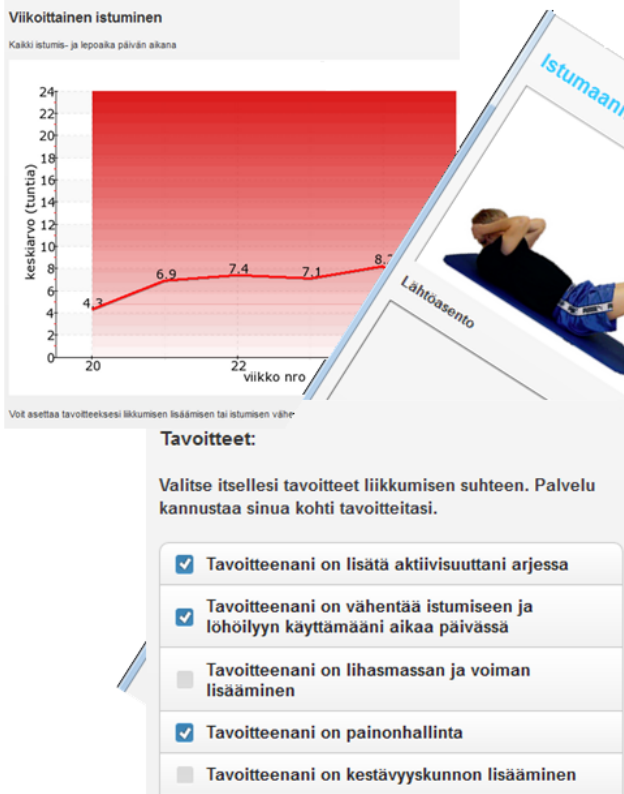 Viikoittainen istuminen
Kaikki istumis- ja lepoaika päivän aikana
24
22
20
18
16
14
12
10
8
6
4
2
0
keskiarvo (tuntia)
4.3
6.9
7.4
7.1
20
22
viikko nro
Voit asettaa tavoitteeksesi liikkumisen lisäämisen tai istumisen
Lähtöasento
Tavoitteet:
Valitse itsellesi tavoitteet liikkumisen suhteen. Palvelu
kannustaa sinua kohti tavoitteitasi.
Tavoitteenani on lisätä aktiivisuuttani arjessa
Tavoitteenani on vähentää istumiseen ja
löhöilyyn käyttämääni aikaa päivässä
Tavoitteenani on lihasmassan ja voiman
lisääminen
Tavoitteenani on painonhallinta
Tavoitteenani on kestävyyskunnon lisääminen